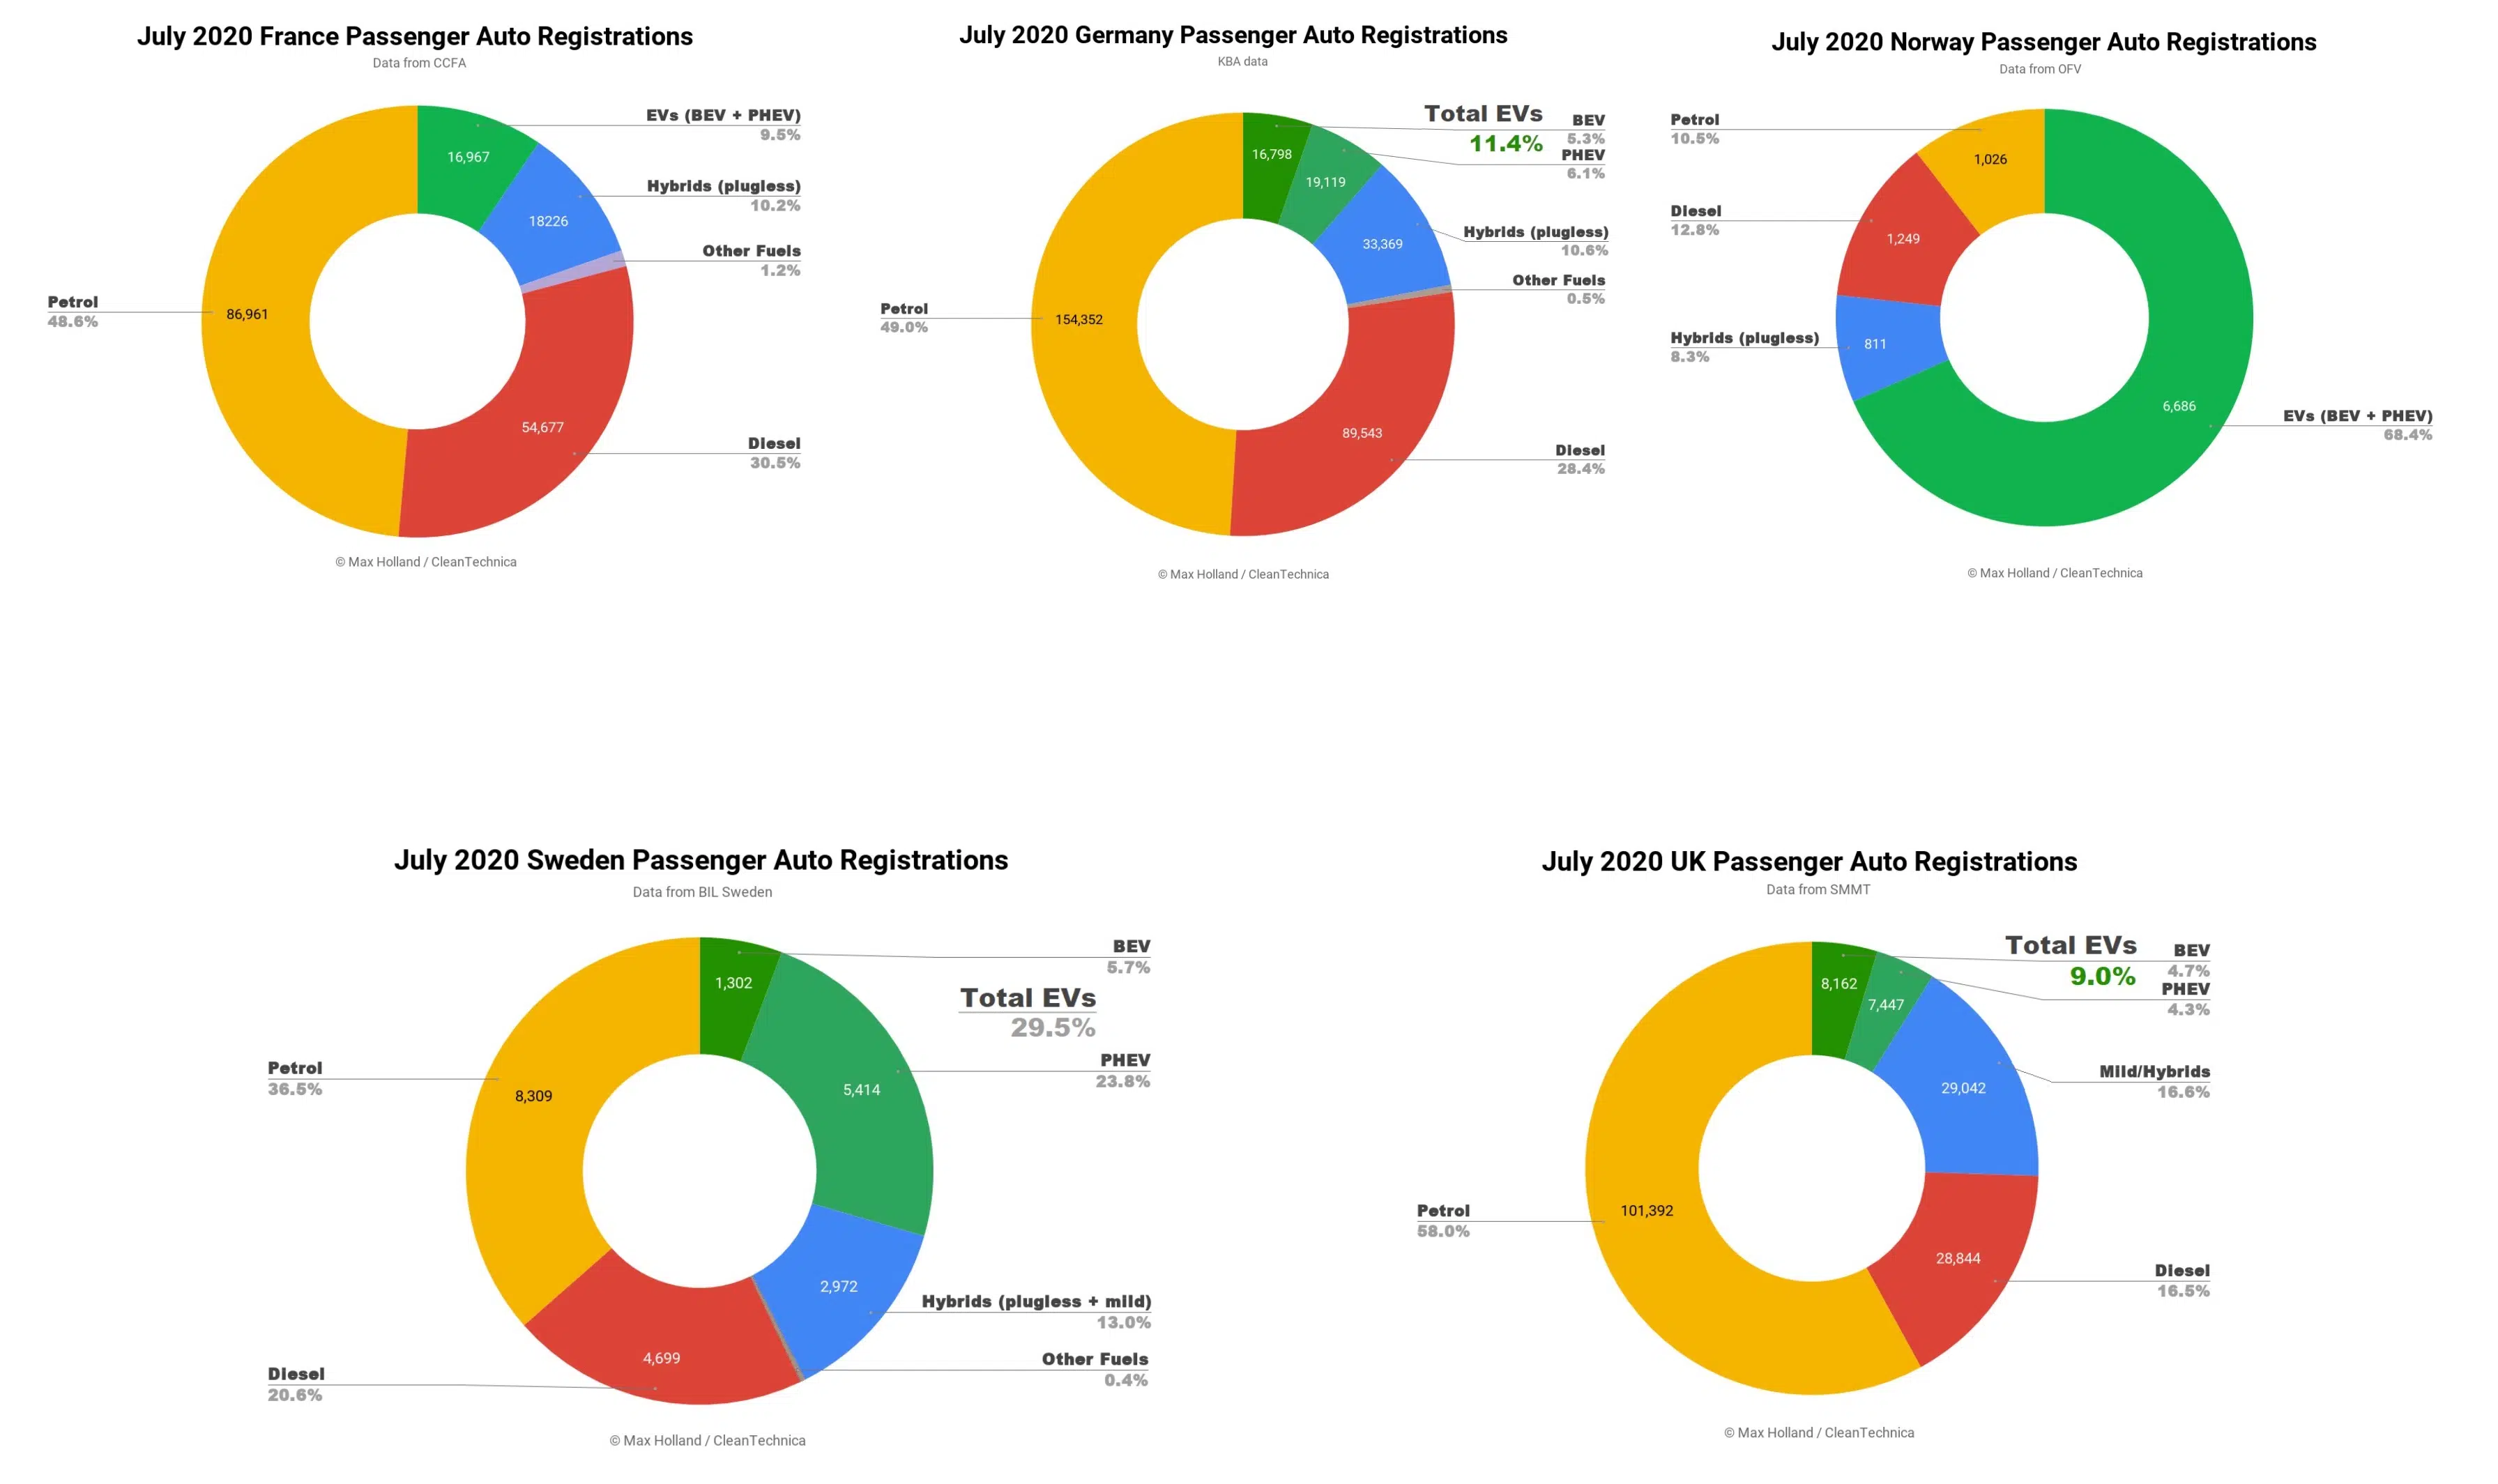 July 2020 France Passenger Auto Registrations
Data from CCFA
EVs (BEV + PHEV)
9.5%
16,967
Hybrids (plugless)
10.2%
18226
Other Fuels
1.2%
Petrol
48.6%
86,961
54,677
Diesel
30.5%
© Max Holland / CleanTechnica
July 2020 Germany Passenger Auto Registrations
KBA data
Total EVs
11.4%
BEV
5.3%
PHEV
6.1%
16,798
19,119
Hybrids (plugless)
10.6%
33,369
Other Fuels
0.5%
Petrol
49.0%
154,352
89,543
Diesel
28.4%
© Max Holland / CleanTechnica
July 2020 Norway Passenger Auto Registrations
Data from OFV
Petrol
10.5%
1,026
Diesel
12.8%
1,249
Hybrids (plugless)
8.3%
811
6,686
EVs (BEV + PHEV)
68.4%
© Max Holland / CleanTechnica
July 2020 Sweden Passenger Auto Registrations
Data from BIL Sweden
BEV
5.7%
1,302
Total EVs
29.5%
PHEV
23.8%
5,414
Petrol
36.5%
8,309
2,972
Hybrids (plugless + mild)
13.0%
Other Fuels
0.4%
4,699
Diesel
20.6%
© Max Holland / CleanTechnica
July 2020 UK Passenger Auto Registrations
Data from SMMT
Total EVs
9.0%
BEV
4.7%
PHEV
4.3%
8,162
7,447
Mild/Hybrids
16.6%
29,042
Petrol
58.0%
101,392
28,844
Diesel
16.5%
© Max Holland / CleanTechnica